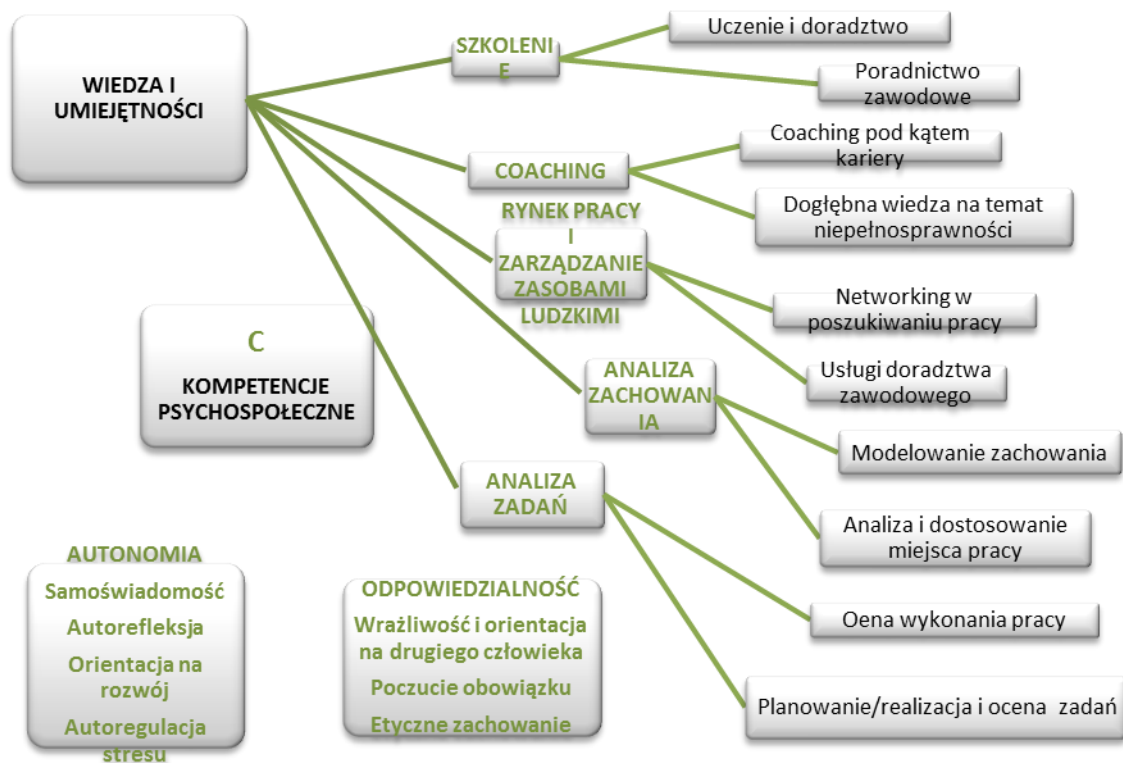 WIEDZA I
UMIEJĘTNOŚCI
SZKOLENI
E
Uczenie i doradztwo
Poradnictwo
zawodowe
COACHING
Coaching pod kątem
kariery
Dogłębna wiedza na temat
niepełnosprawności
RYNEK PRACY
I
ZARZĄDZANIE
ZASOBAMI
LUDZKIMI
Networking w
poszukiwaniu pracy
Usługi doradztwa
zawodowego
C
KOMPETENCJE
PSYCHOSPOŁECZNE
ANALIZA
ZACHOWAN
IA
Modelowanie zachowania
Analiza i dostosowanie
miejsca pracy
ANALIZA
ZADAŃ
Oena wykonania pracy
Planowanie/realizacja i ocena zadań
AUTONOMIA
Samoświadomość
Autorefleksja
Orientacja na
rozwój
Autoregulacja
stresu
ODPOWIEDZIALNOŚĆ
Wrażliwość i orientacja
na drugiego człowieka
Poczucie obowiązku
Etyczne zachowanie